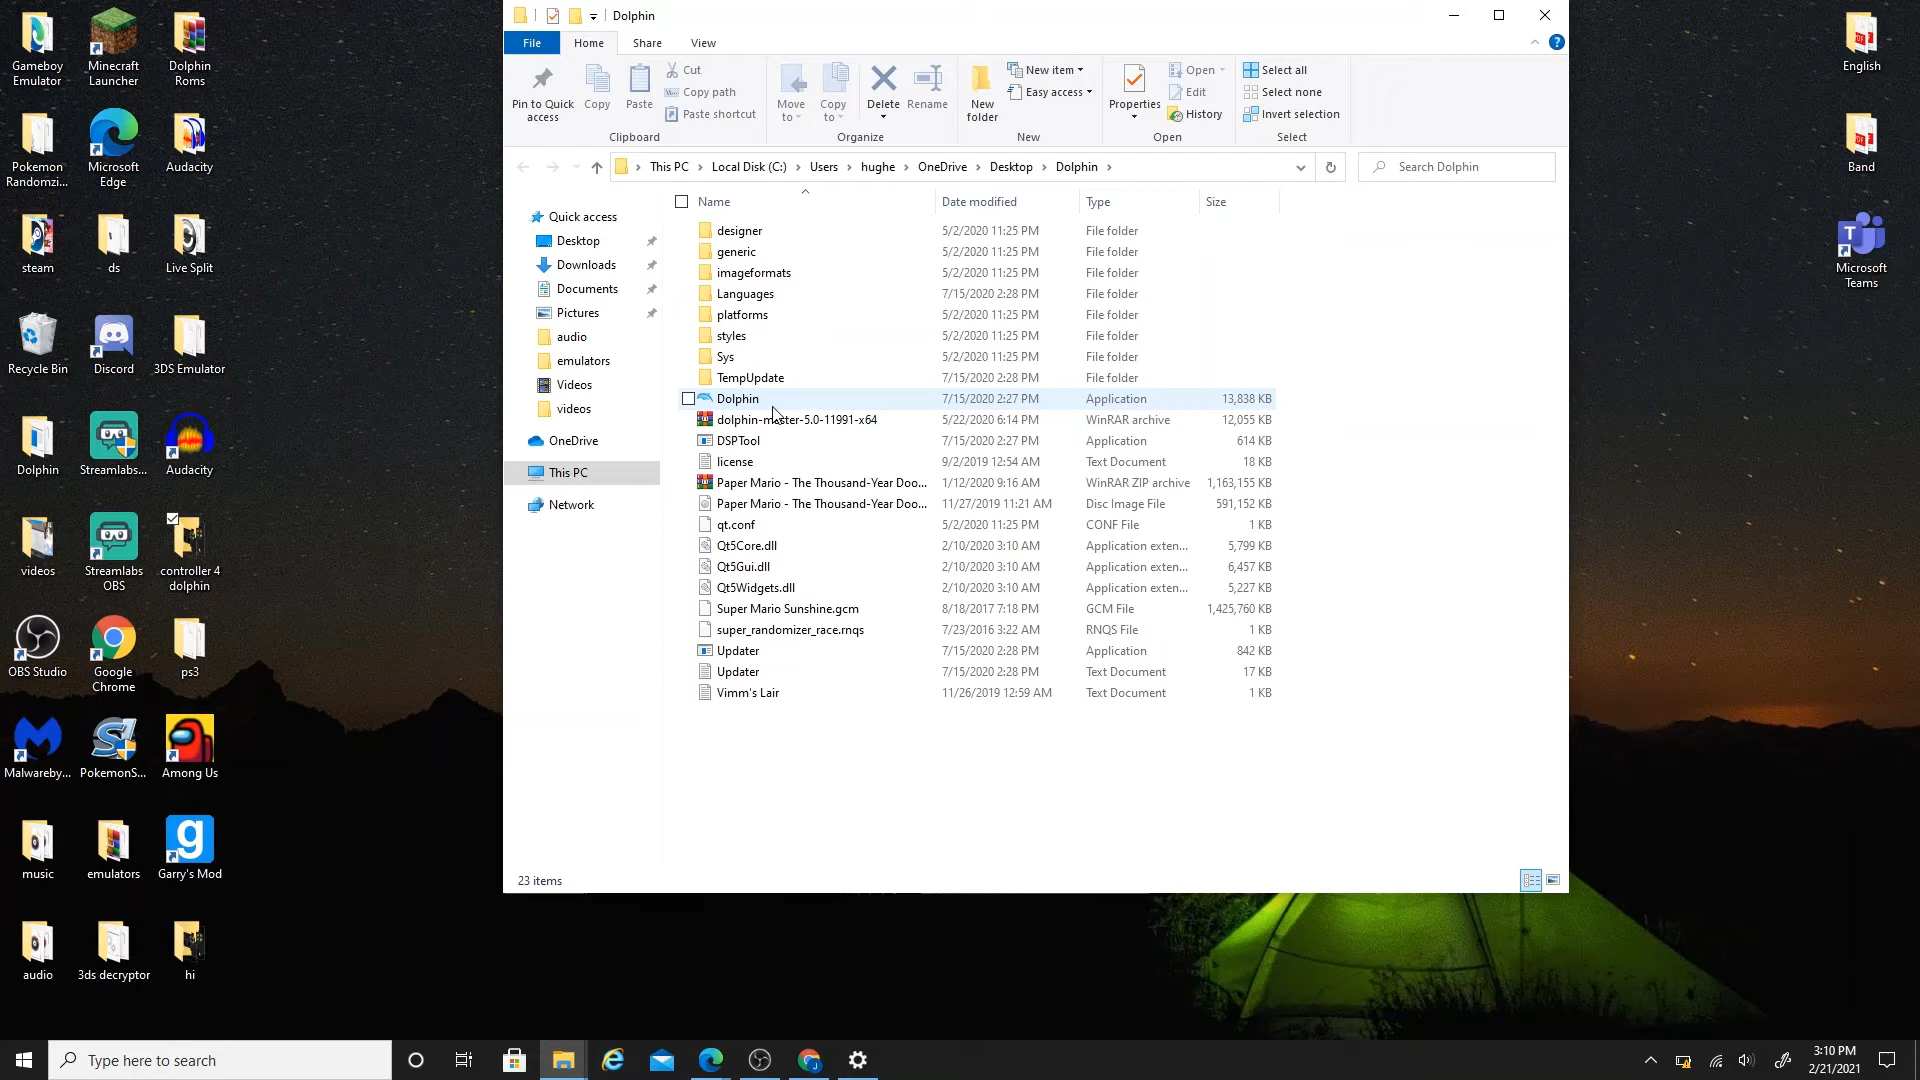 Gameboy
Emulator
Minecraft
Launcher
Dolphin
Roms
Pokemon
Randomzi...
Microsoft
Edge
Audacity
steam
ds
Live Split
Recycle Bin
Discord
3DS Emulator
Dolphin
Streamlabs...
Audacity
videos
Streamlabs
OBS
controller 4
dolphin
OBS Studio
Google
Chrome
ps3
Malwareby...
PokemonS...
Among Us
music
emulators
Garry's Mod
audio
3ds decryptor
hi
Dolphin
File Home Share View
Pin to Quick
access
Copy
Paste
Cut
Copy path
Paste shortcut
Clipboard
Move
to
Copy
to
Delete
Rename
Organize
New
folder
New item
Easy access
New
Properties
Open
Edit
History
Open
Select all
Select none
Invert selection
Select
This PC > Local Disk (C:) > Users > hughe > OneDrive > Desktop > Dolphin >
Search Dolphin
Quick access
Desktop
Downloads
Documents
Pictures
audio
emulators
Videos
videos
OneDrive
This PC
Network
Name Date modified Type Size
designer 5/2/2020 11:25 PM File folder
generic 5/2/2020 11:25 PM File folder
imageformats 5/2/2020 11:25 PM File folder
Languages 7/15/2020 2:28 PM File folder
platforms 5/2/2020 11:25 PM File folder
styles 5/2/2020 11:25 PM File folder
Sys 5/2/2020 11:25 PM File folder
TempUpdate 7/15/2020 2:28 PM File folder
Dolphin 7/15/2020 2:27 PM Application 13,838 KB
dolphin-master-5.0-11991-x64 5/22/2020 6:14 PM WinRAR archive 12,055 KB
DSPTool 7/15/2020 2:27 PM Application 614 KB
license 9/2/2019 12:54 AM Text Document 18 KB
Paper Mario - The Thousand-Year Doo... 1/12/2020 9:16 AM WinRAR ZIP archive 1,163,155 KB
Paper Mario - The Thousand-Year Doo... 11/27/2019 11:21 AM Disc Image File 591,152 KB
qt.conf 5/2/2020 11:25 PM CONF File 1 KB
Qt5Core.dll 2/10/2020 3:10 AM Application exten... 5,799 KB
Qt5Gui.dll 2/10/2020 3:10 AM Application exten... 6,457 KB
Qt5Widgets.dll 2/10/2020 3:10 AM Application exten... 5,227 KB
Super Mario Sunshine.gcm 8/18/2017 7:18 PM GCM File 1,425,760 KB
super_randomizer_race.rnqs 7/23/2016 3:22 AM RNQS File 1 KB
Updater 7/15/2020 2:28 PM Application 842 KB
Updater 7/15/2020 2:28 PM Text Document 17 KB
Vimm's Lair 11/26/2019 12:59 AM Text Document 1 KB
23 items
English
Band
Microsoft
Teams
Type here to search
3:10 PM
2/21/2021